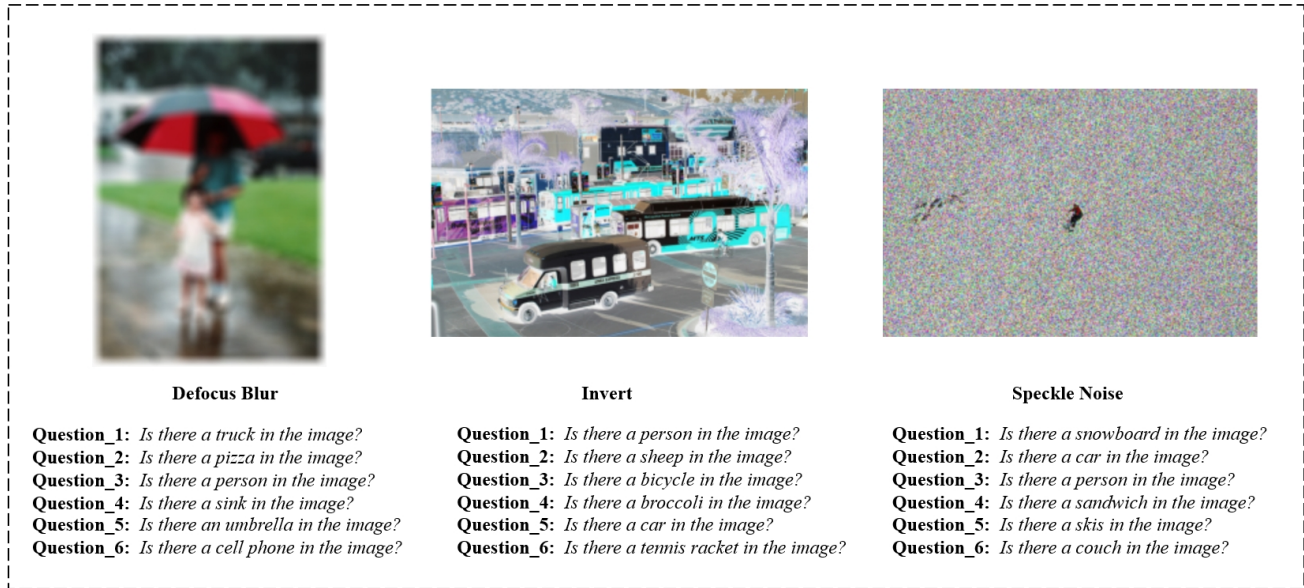 Defocus Blur
Question_1: Is there a truck in the image?
Question_2: Is there a pizza in the image?
Question_3: Is there a person in the image?
Question_4: Is there a sink in the image?
Question_5: Is there an umbrella in the image?
Question_6: Is there a cell phone in the image?
Invert
Question_1: Is there a person in the image?
Question_2: Is there a sheep in the image?
Question_3: Is there a bicycle in the image?
Question_4: Is there a broccoli in the image?
Question_5: Is there a car in the image?
Question_6: Is there a tennis racket in the image?
Speckle Noise
Question_1: Is there a snowboard in the image?
Question_2: Is there a car in the image?
Question_3: Is there a person in the image?
Question_4: Is there a sandwich in the image?
Question_5: Is there a skis in the image?
Question_6: Is there a couch in the image?